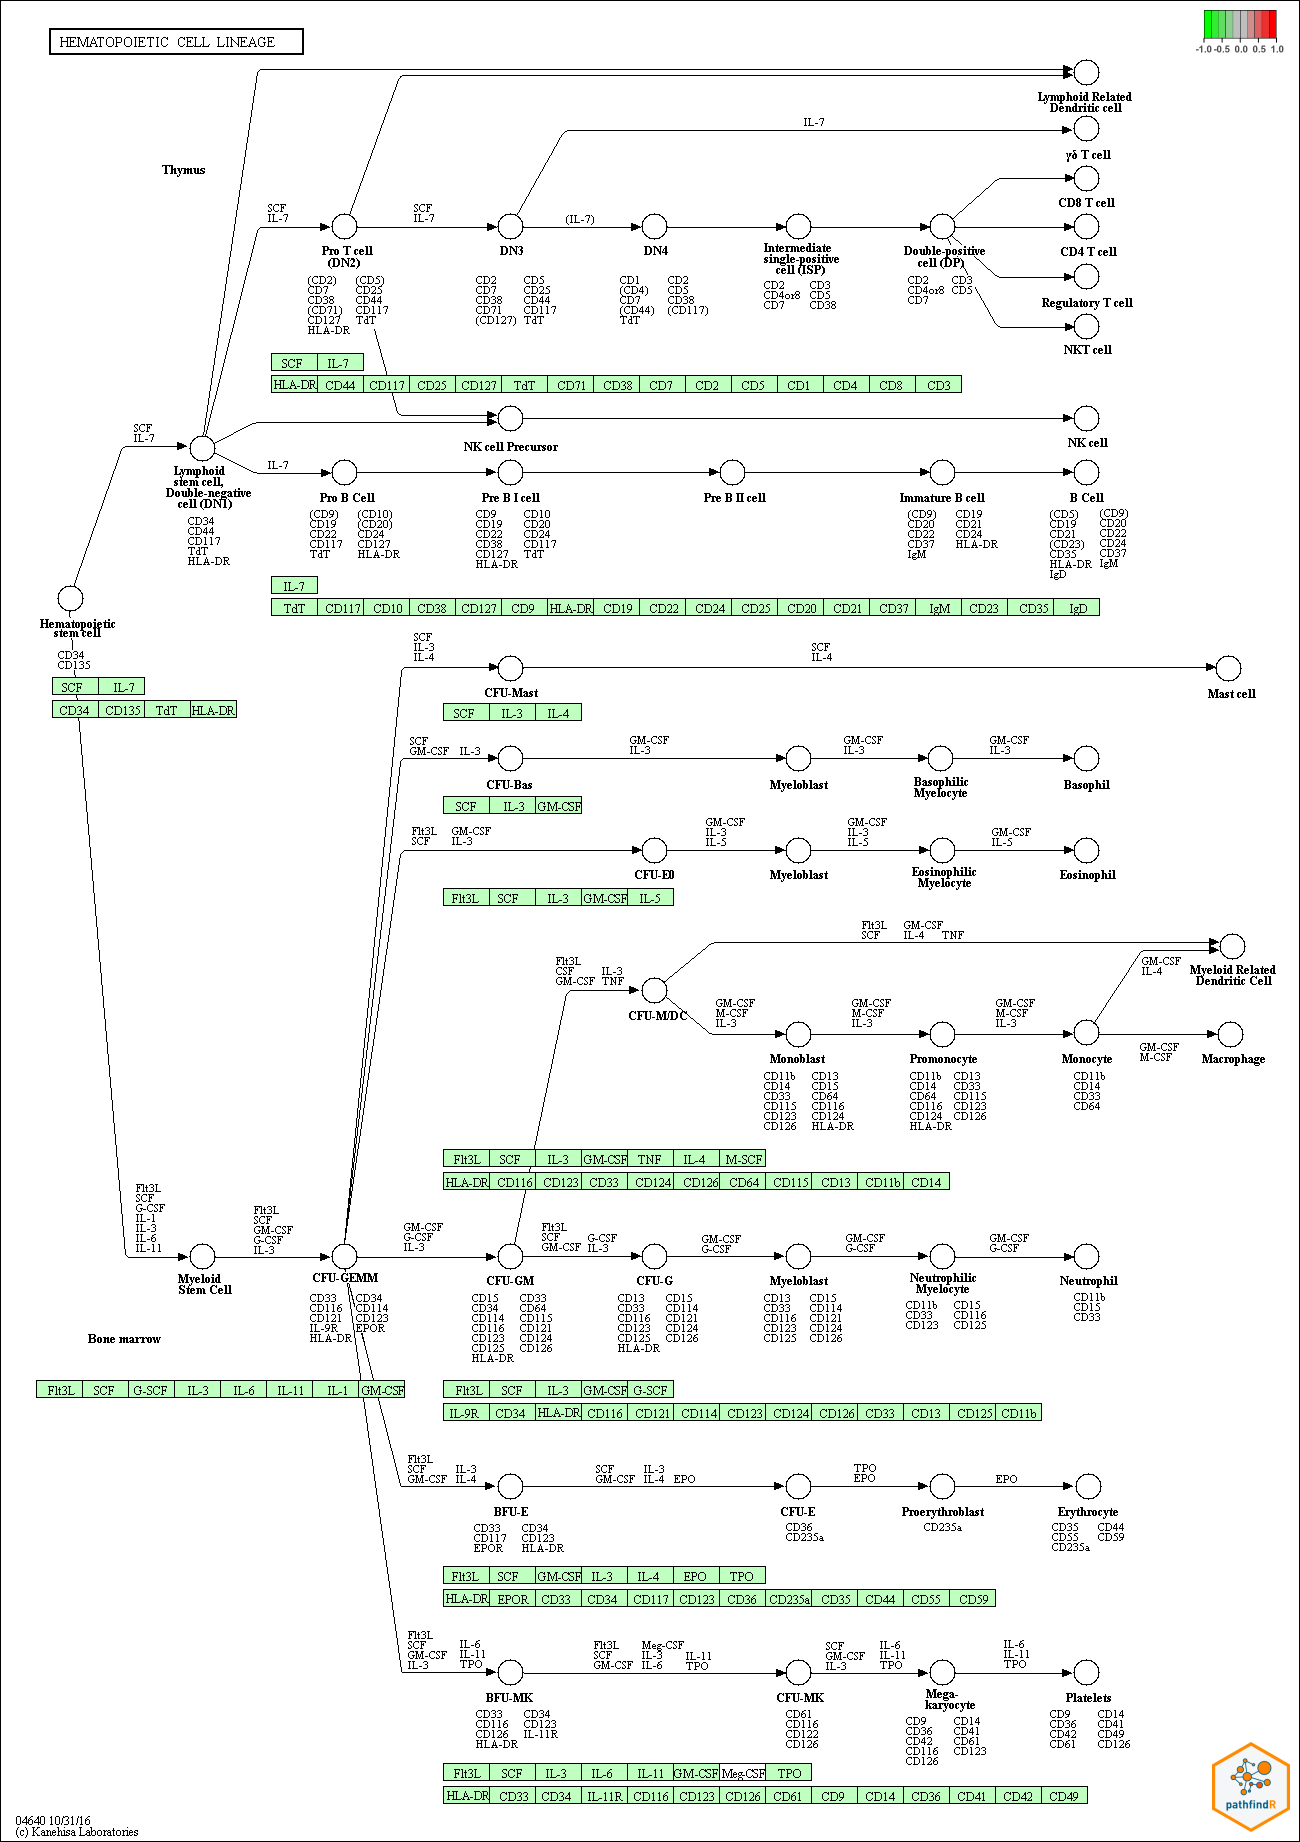 HEMATOPOIETIC CELL LINEAGE
-1.0 -0.5 0.0 0.5 1.0
Lymphoid Related
Dendritic cell
IL-7
γδ T cell
Thymus
CD8 T cell
SCF
IL-7
SCF
IL-7
(IL-7)
Pro T cell
(DN2)
DN3
DN4
Intermediate
single-positive
cell (ISP)
Double-positive
cell (DP)
CD4 T cell
Regulatory T cell
NKT cell
(CD2) (CD5)
CD7 CD25
CD38 CD44
(CD71) CD117
CD127 TdT
HLA-DR
CD2 CD5
CD7 CD25
CD38 CD44
CD71 CD117
(CD127) TdT
CD1 CD2
(CD4) CD5
CD7 CD38
(CD44) (CD117)
TdT
CD2 CD3
CD4or8 CD5
CD7 CD38
CD2 CD3
CD4or8 CD5
CD7
SCF IL-7
HLA-DR CD44 CD117 CD25 CD127 TdT CD71 CD38 CD7 CD2 CD5 CD1 CD4 CD8 CD3
SCF
IL-7
NK cell Precursor
NK cell
Lymphoid
stem cell,
Double-negative
cell (DN1)
IL-7
CD34
CD44
CD117
TdT
HLA-DR
Pro B Cell
Pre B I cell
Pre B II cell
Immature B cell
B Cell
(CD9) (CD10)
CD19 (CD20)
CD22 CD24
CD117 CD127
TdT HLA-DR
CD9 CD10
CD19 CD20
CD22 CD24
CD38 CD117
CD127 TdT
HLA-DR
(CD9) CD19
CD20 CD21
CD22 CD24
CD37 HLA-DR
IgM
(CD5) (CD9)
CD19 CD20
CD21 CD22
(CD23) CD24
CD35 CD37
HLA-DR IgM
IgD
IL-7
TdT CD117 CD10 CD38 CD127 CD9 HLA-DR CD19 CD22 CD24 CD25 CD20 CD21 CD37 IgM CD23 CD35 IgD
Hematopoietic
stem cell
CD34
CD135
SCF IL-7
CD34 CD135 TdT HLA-DR
SCF
IL-3
IL-4
SCF
IL-4
CFU-Mast
Mast cell
SCF IL-3 IL-4
SCF
GM-CSF IL-3
GM-CSF
IL-3
GM-CSF
IL-3
GM-CSF
IL-3
CFU-Bas
Myeloblast
Basophilic
Myelocyte
Basophil
SCF IL-3 GM-CSF
Flt3L GM-CSF
SCF IL-3
GM-CSF
IL-3
IL-5
GM-CSF
IL-3
IL-5
GM-CSF
IL-5
CFU-E0
Myeloblast
Eosinophilic
Myelocyte
Eosinophil
Flt3L SCF IL-3 GM-CSF IL-5
Flt3L GM-CSF
SCF IL-4 TNF
Flt3L
CSF IL-3
GM-CSF TNF
GM-CSF
IL-4
Myeloid Related
Dendritic Cell
CFU-M/DC
GM-CSF
M-CSF
IL-3
GM-CSF
M-CSF
IL-3
GM-CSF
M-CSF
IL-3
GM-CSF
M-CSF
Monoblast
Promonocyte
Monocyte
Macrophage
CD11b CD13
CD14 CD15
CD33 CD64
CD115 CD116
CD123 CD124
CD126 HLA-DR
CD11b CD13
CD14 CD33
CD64 CD115
CD116 CD123
CD124 CD126
HLA-DR
CD11b
CD14
CD33
CD64
Flt3L SCF IL-3 GM-CSF TNF IL-4 M-SCF
HLA-DR CD116 CD123 CD33 CD124 CD126 CD64 CD115 CD13 CD11b CD14
Flt3L
SCF
G-CSF
IL-1
IL-3
IL-6
IL-11
Flt3L
SCF
GM-CSF
G-CSF
IL-3
GM-CSF
G-CSF
IL-3
Flt3L
SCF G-CSF
GM-CSF IL-3
GM-CSF
G-CSF
GM-CSF
G-CSF
GM-CSF
G-CSF
Myeloid
Stem Cell
CFU-GEMM
CFU-GM
CFU-G
Myeloblast
Neutrophilic
Myelocyte
Neutrophil
CD33 CD34
CD116 CD114
CD121 CD123
IL-9R EPOR
HLA-DR
CD15 CD33
CD34 CD64
CD114 CD115
CD116 CD121
CD123 CD124
CD125 CD126
HLA-DR
CD13 CD15
CD33 CD114
CD116 CD121
CD123 CD124
CD125 CD126
HLA-DR
CD13 CD15
CD33 CD114
CD116 CD121
CD123 CD124
CD125 CD126
CD11b CD15
CD33 CD116
CD123 CD125
CD11b
CD15
CD33
Bone marrow
Flt3L SCF G-SCF IL-3 IL-6 IL-11 IL-1 GM-CSF
Flt3L SCF IL-3 GM-CSF G-SCF
IL-9R CD34 HLA-DR CD116 CD121 CD114 CD123 CD124 CD126 CD33 CD13 CD125 CD11b
Flt3L
SCF IL-3
GM-CSF IL-4
SCF IL-3
GM-CSF IL-4 EPO
TPO
EPO
EPO
BFU-E
CFU-E
Proerythroblast
Erythrocyte
CD33 CD34
CD117 CD123
EPOR HLA-DR
CD36
CD235a
CD235a
CD35 CD44
CD55 CD59
CD235a
Flt3L SCF GM-CSF IL-3 IL-4 EPO TPO
HLA-DR EPOR CD33 CD34 CD117 CD123 CD36 CD235a CD35 CD44 CD55 CD59
Flt3L
SCF IL-6
GM-CSF IL-11
IL-3 TPO
Flt3L Meg-CSF
SCF IL-3 IL-11
GM-CSF IL-6 TPO
SCF IL-6
GM-CSF IL-11
IL-3 TPO
IL-6
IL-11
TPO
BFU-MK
CFU-MK
Mega-
karyocyte
Platelets
CD33 CD34
CD116 CD123
CD126 IL-11R
HLA-DR
CD61
CD116
CD122
CD126
CD9 CD14
CD36 CD41
CD42 CD61
CD116 CD123
CD126
CD9 CD14
CD36 CD41
CD42 CD49
CD61 CD126
Flt3L SCF IL-3 IL-6 IL-11 GM-CSF Meg-CSF TPO
HLA-DR CD33 CD34 IL-11R CD116 CD123 CD126 CD61 CD9 CD14 CD36 CD41 CD42 CD49
pathfindR
04640 10/31/16
(c) Kanehisa Laboratories